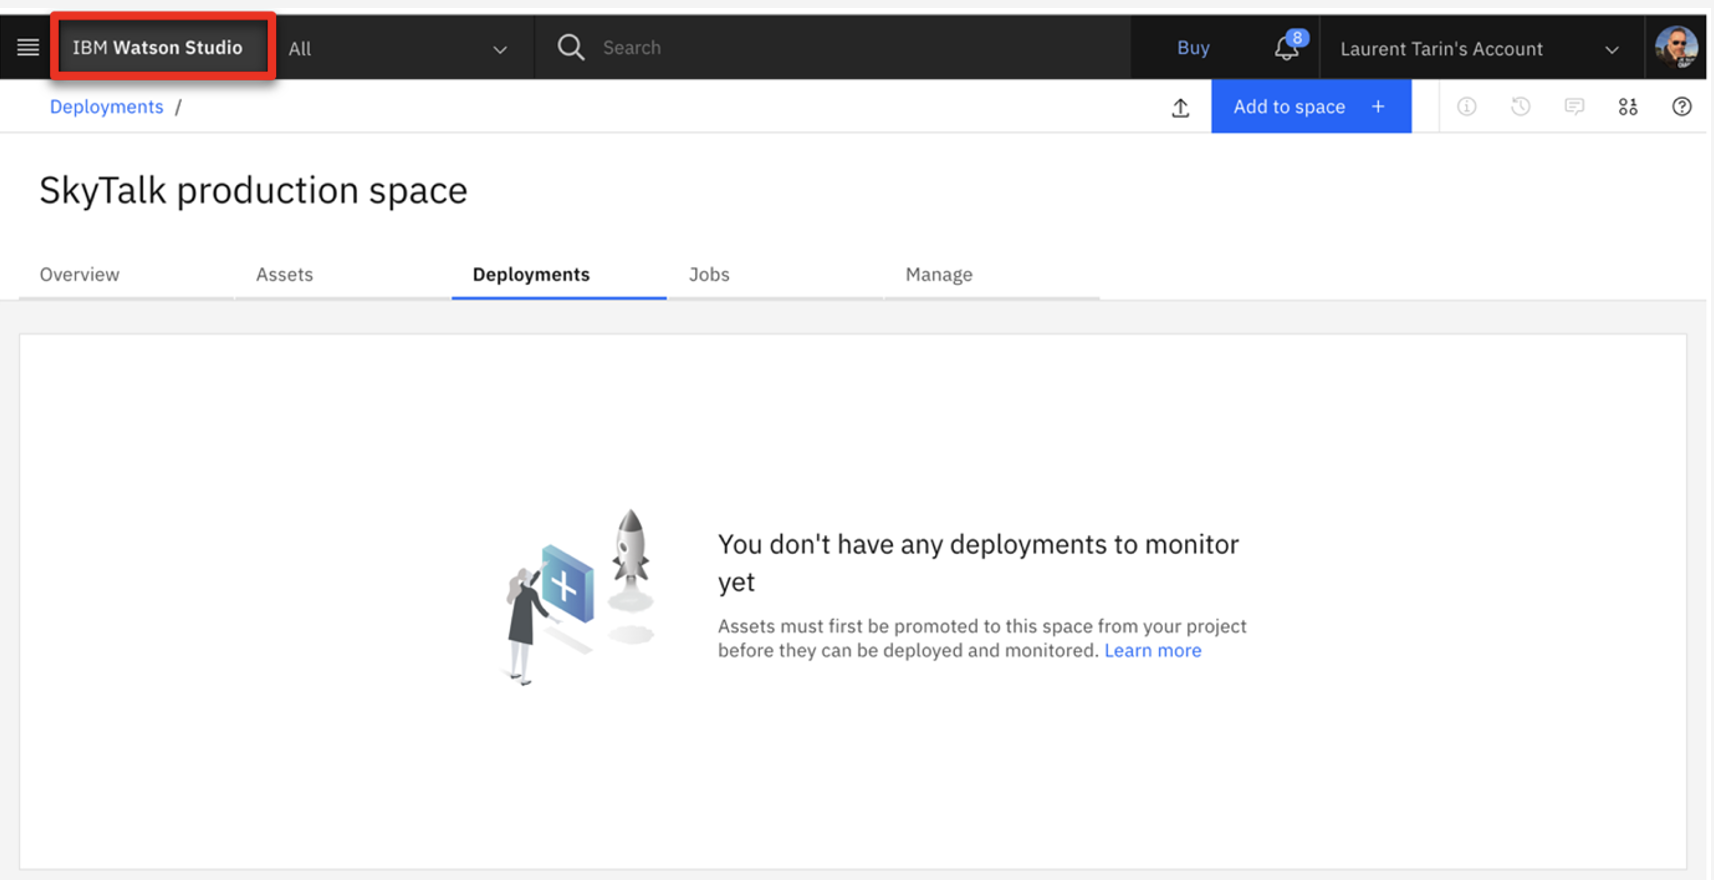 IBM Watson Studio
All
Search
Buy
8
Laurent Tarin's Account
Deployments /
Add to space +
SkyTalk production space
Overview
Assets
Deployments
Jobs
Manage
You don't have any deployments to monitor
yet
Assets must first be promoted to this space from your project
before they can be deployed and monitored. Learn more